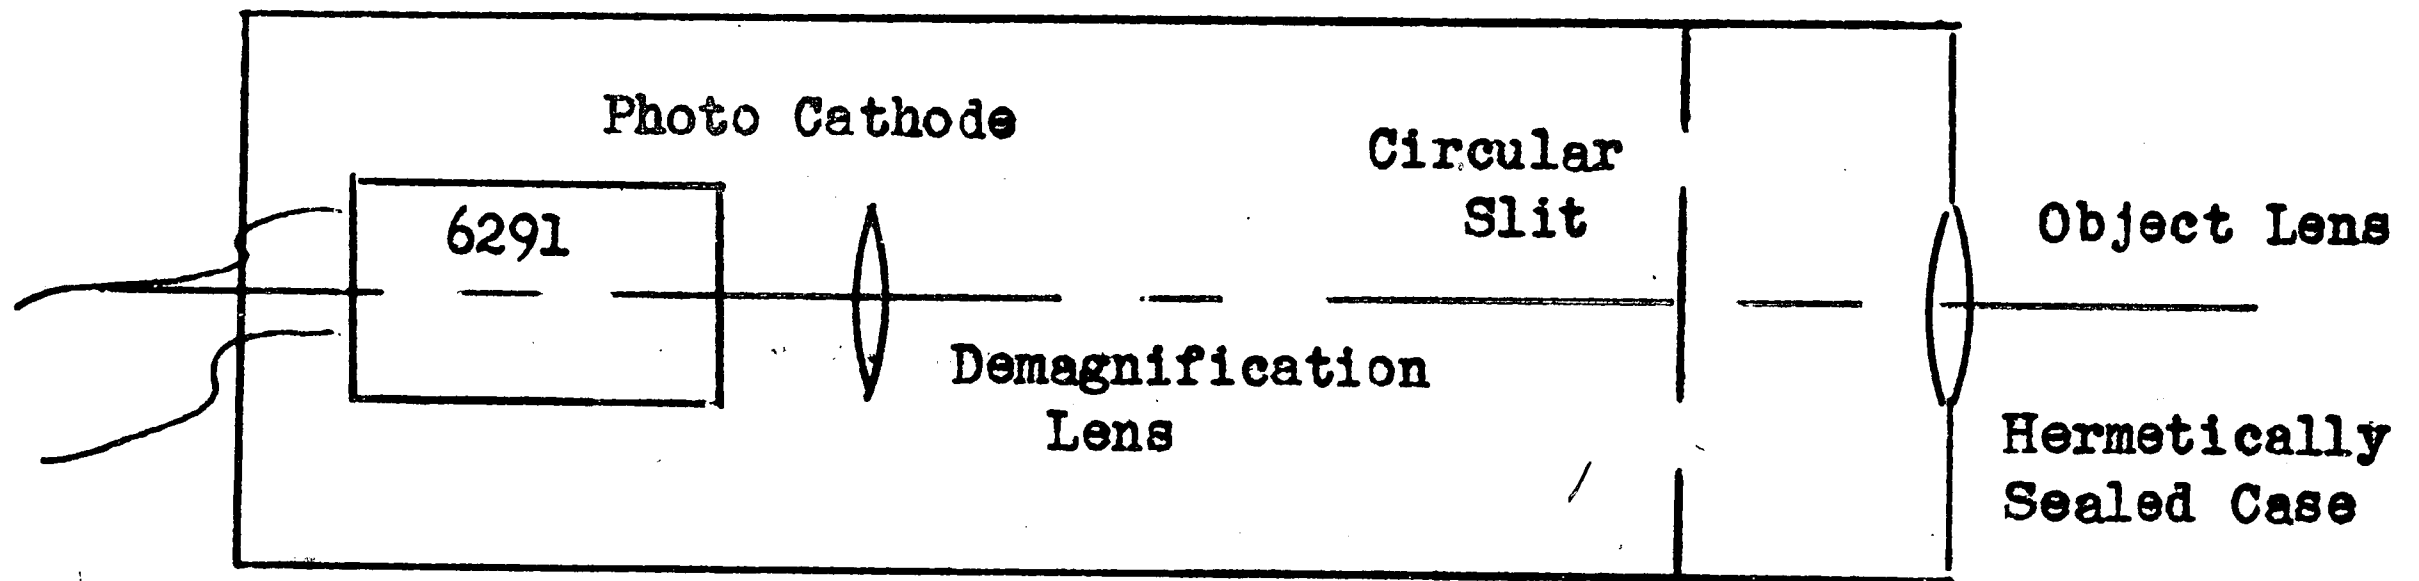 Photo Cathode
6291
Circular
Slit
Object Lens
Demagnification
Lens
Hermetically
Sealed Case